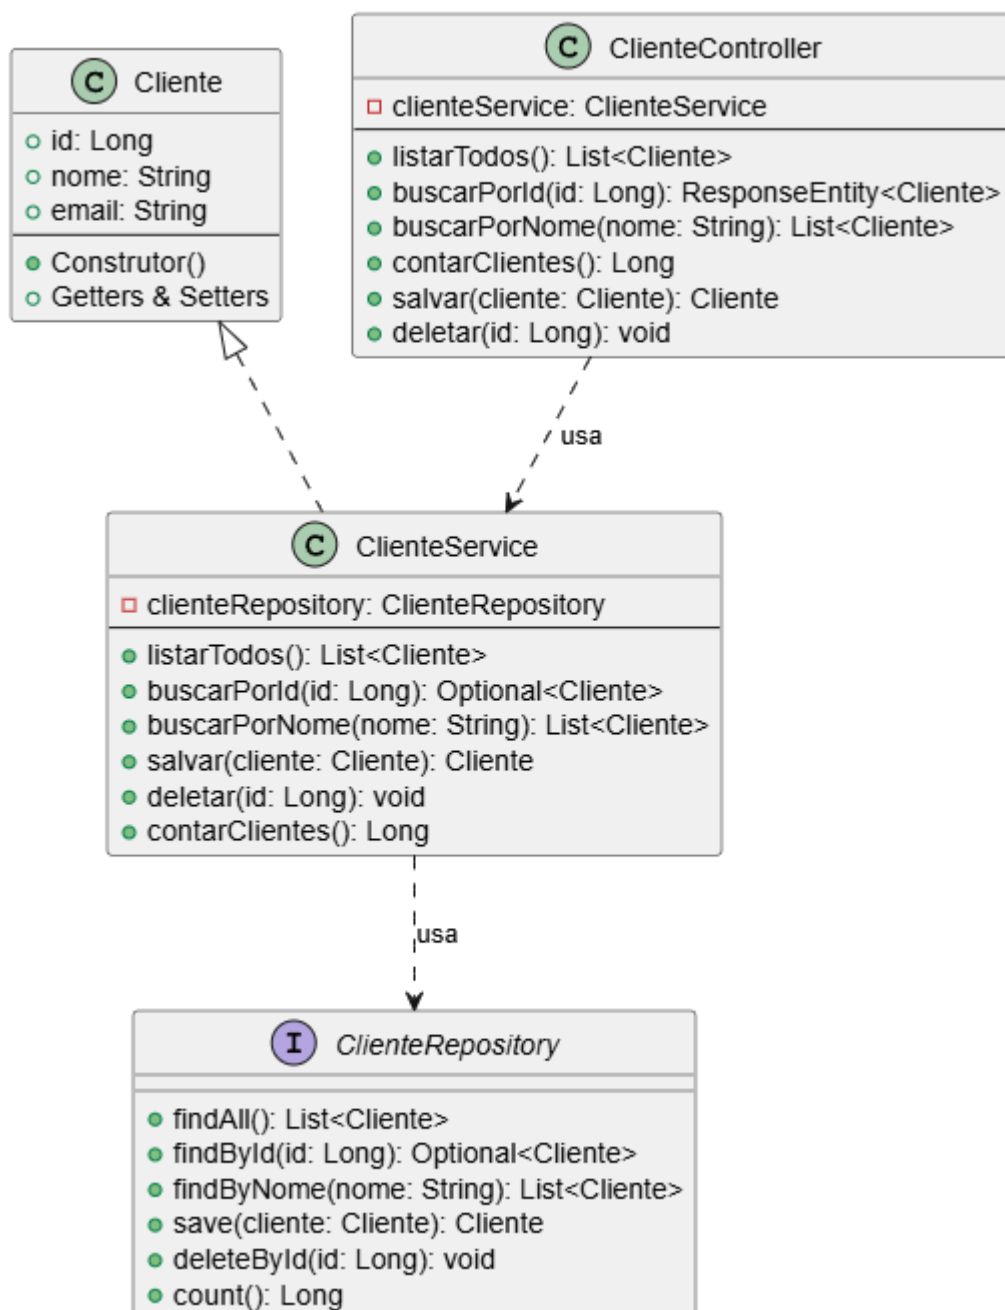 C Cliente
id: Long
nome: String
email: String
Construtor()
Getters & Setters
C ClienteController
clienteService: ClienteService
listarTodos(): List<Cliente>
buscarPorId(id: Long): ResponseEntity<Cliente>
buscarPorNome(nome: String): List<Cliente>
contarClientes(): Long
salvar(cliente: Cliente): Cliente
deletar(id: Long): void
usa
C ClienteService
clienteRepository: ClienteRepository
listarTodos(): List<Cliente>
buscarPorId(id: Long): Optional<Cliente>
buscarPorNome(nome: String): List<Cliente>
salvar(cliente: Cliente): Cliente
deletar(id: Long): void
contarClientes(): Long
usa
I ClienteRepository
findAll(): List<Cliente>
findById(id: Long): Optional<Cliente>
findByNome(nome: String): List<Cliente>
save(cliente: Cliente): Cliente
deleteById(id: Long): void
count(): Long